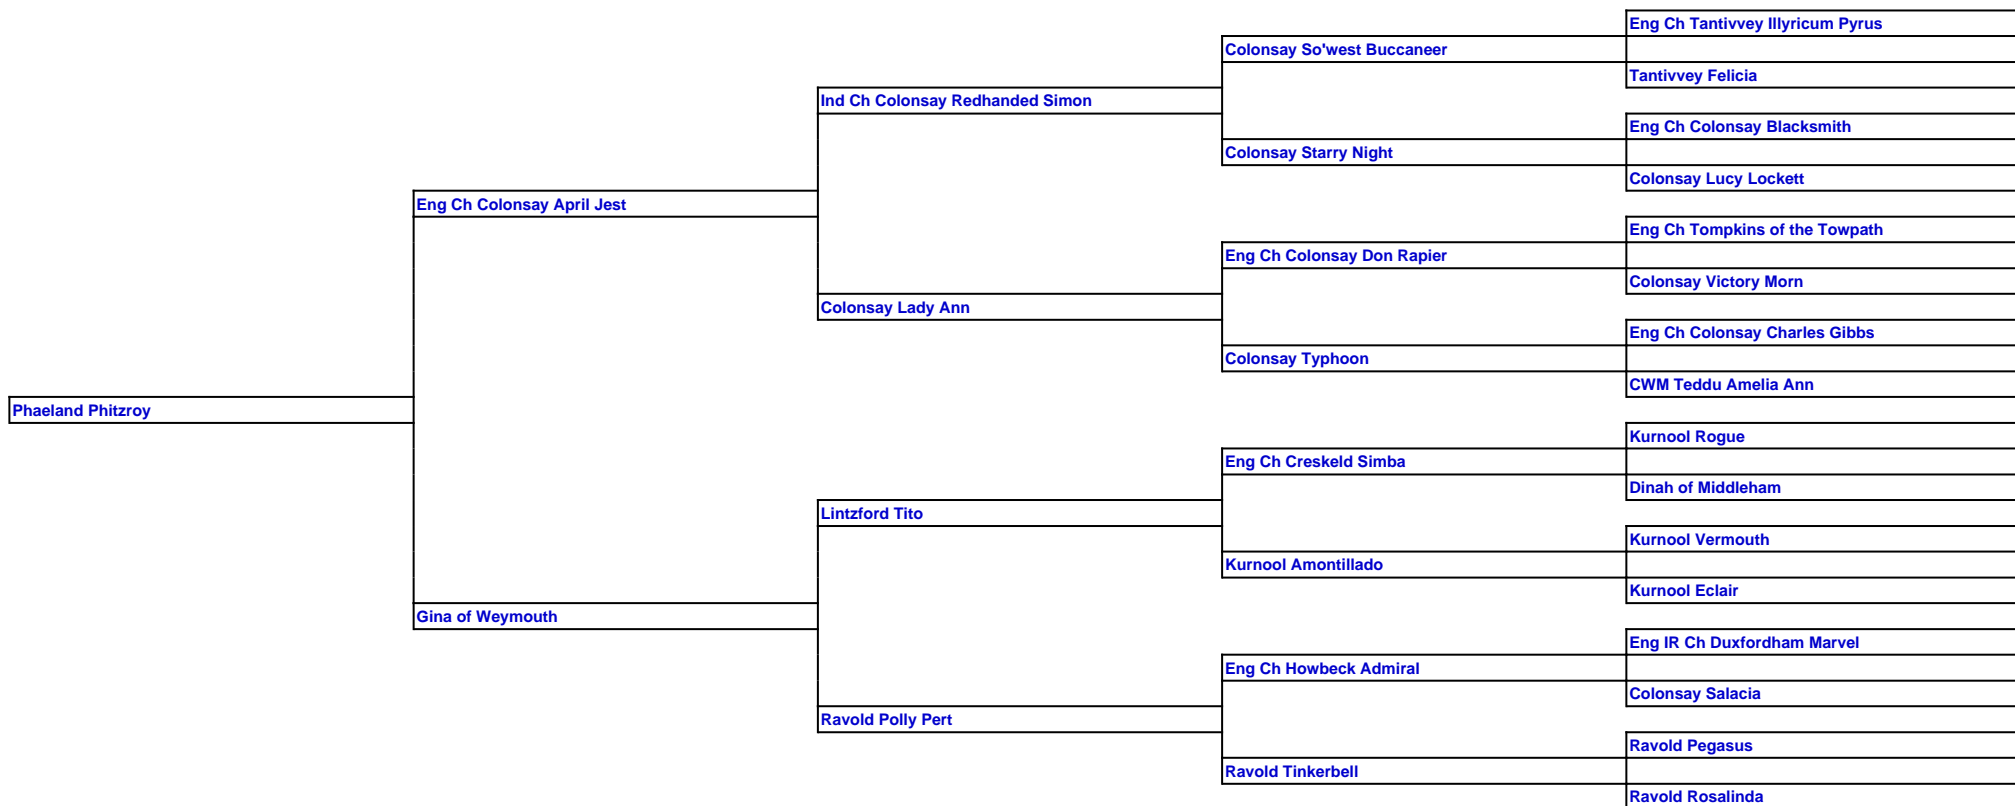 Eng Ch Tantivvey Illyricum Pyrus
Colonsay So'west Buccaneer
Tantivvey Felicia
Ind Ch Colonsay Redhanded Simon
Eng Ch Colonsay Blacksmith
Colonsay Starry Night
Colonsay Lucy Lockett
Eng Ch Colonsay April Jest
Eng Ch Tompkins of the Towpath
Eng Ch Colonsay Don Rapier
Colonsay Victory Morn
Colonsay Lady Ann
Eng Ch Colonsay Charles Gibbs
Colonsay Typhoon
CWM Teddu Amelia Ann
Phaeland Phitzroy
Kurnool Rogue
Eng Ch Creskeld Simba
Dinah of Middleham
Lintzford Tito
Kurnool Vermouth
Kurnool Amontillado
Kurnool Eclair
Gina of Weymouth
Eng IR Ch Duxfordham Marvel
Eng Ch Howbeck Admiral
Colonsay Salacia
Ravold Polly Pert
Ravold Pegasus
Ravold Tinkerbell
Ravold Rosalinda